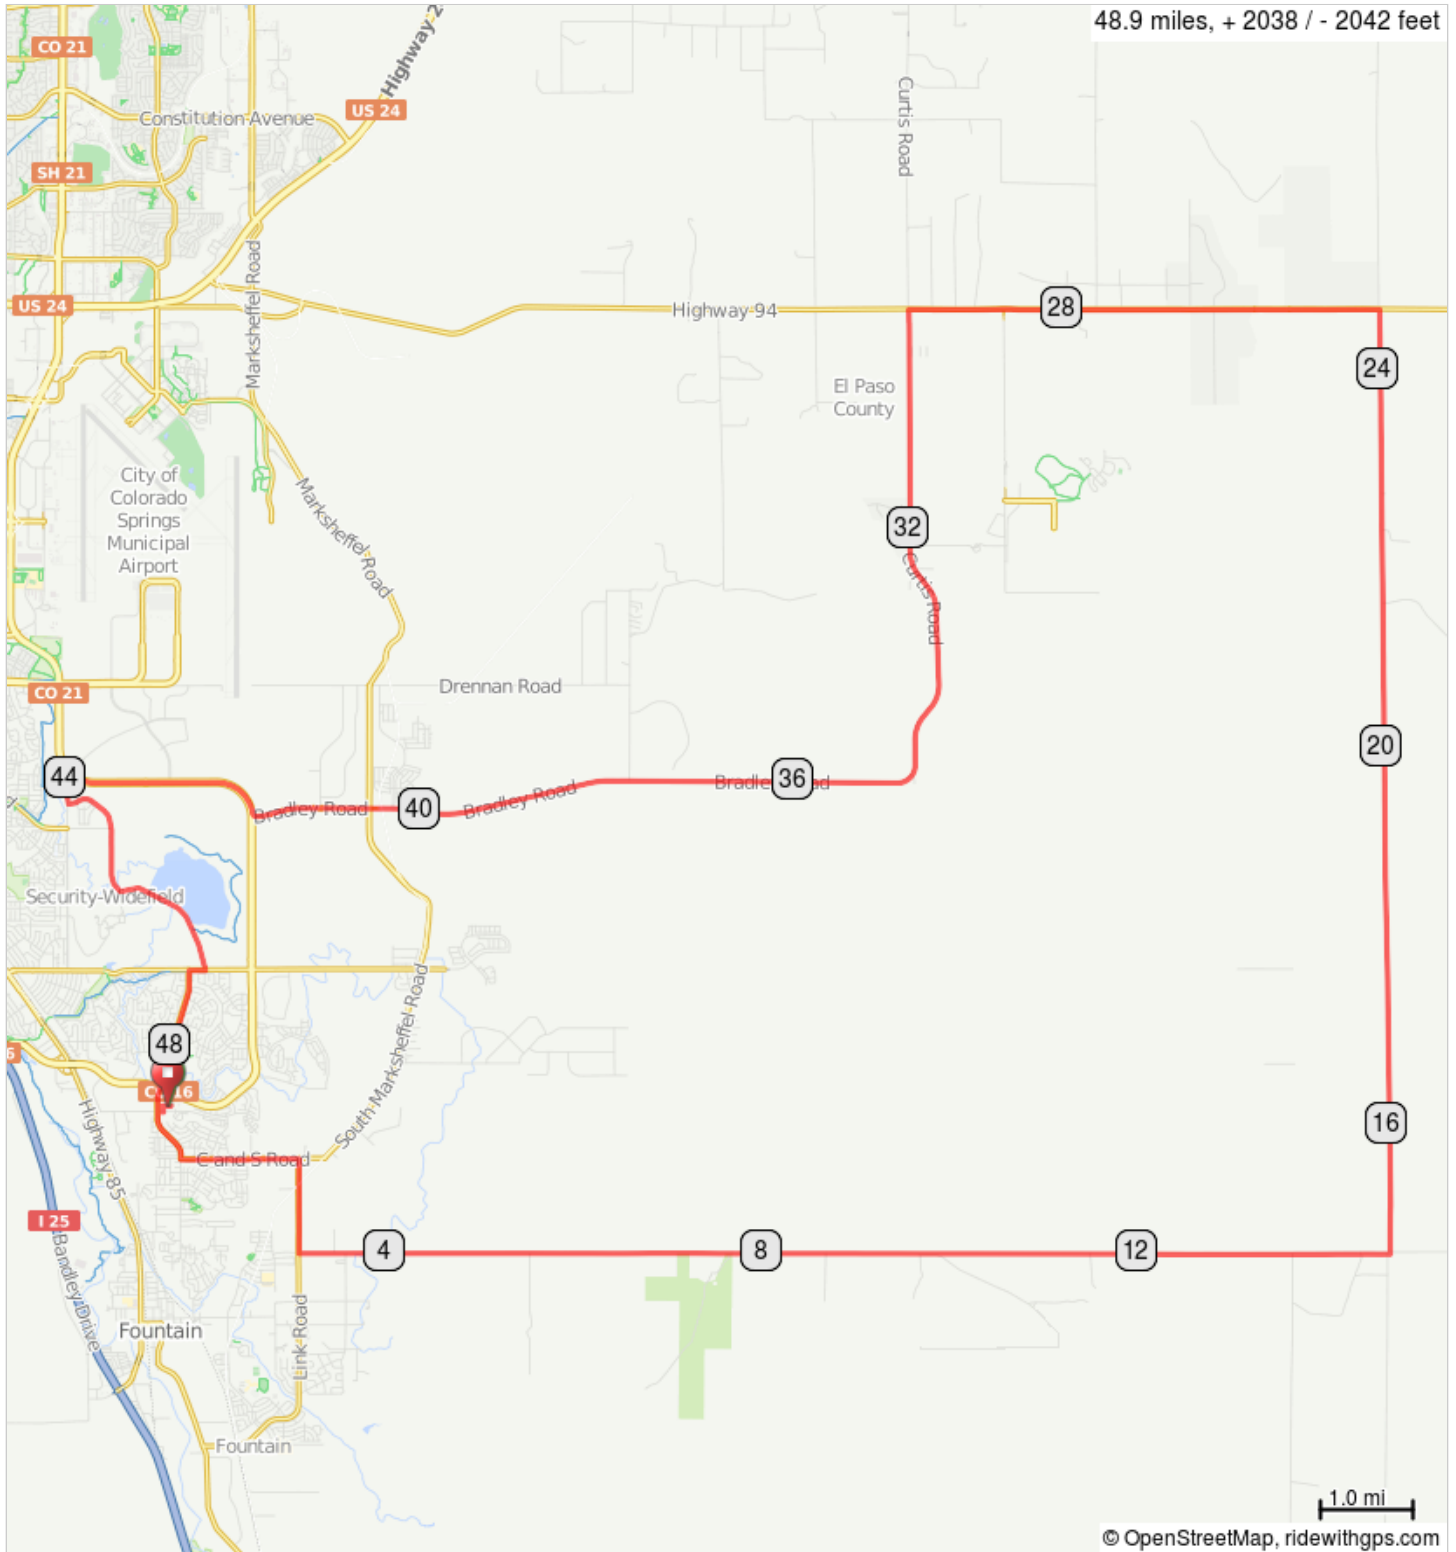 48.9 miles, + 2038 / - 2042 feet
Highway 2
CO 21
US 24
Constitution Avenue
Curtis Road
SH 21
Marksheffel Road
US 24
Highway 94
28
24
El Paso
County
City of
Colorado
Springs
Municipal
Airport
Marksheffel Road
32
Curtis Road
CO 21
Drennan Road
20
44
36
Bradley Road
Bradley Road
40
Security-Widefield
South Marksheffel Road
48
16
Highway 85
C and S Road
I 25
Bandley Drive
4
8
12
Fountain
Link Road
Fountain
1.0 mi
© OpenStreetMap, ridewithgps.com